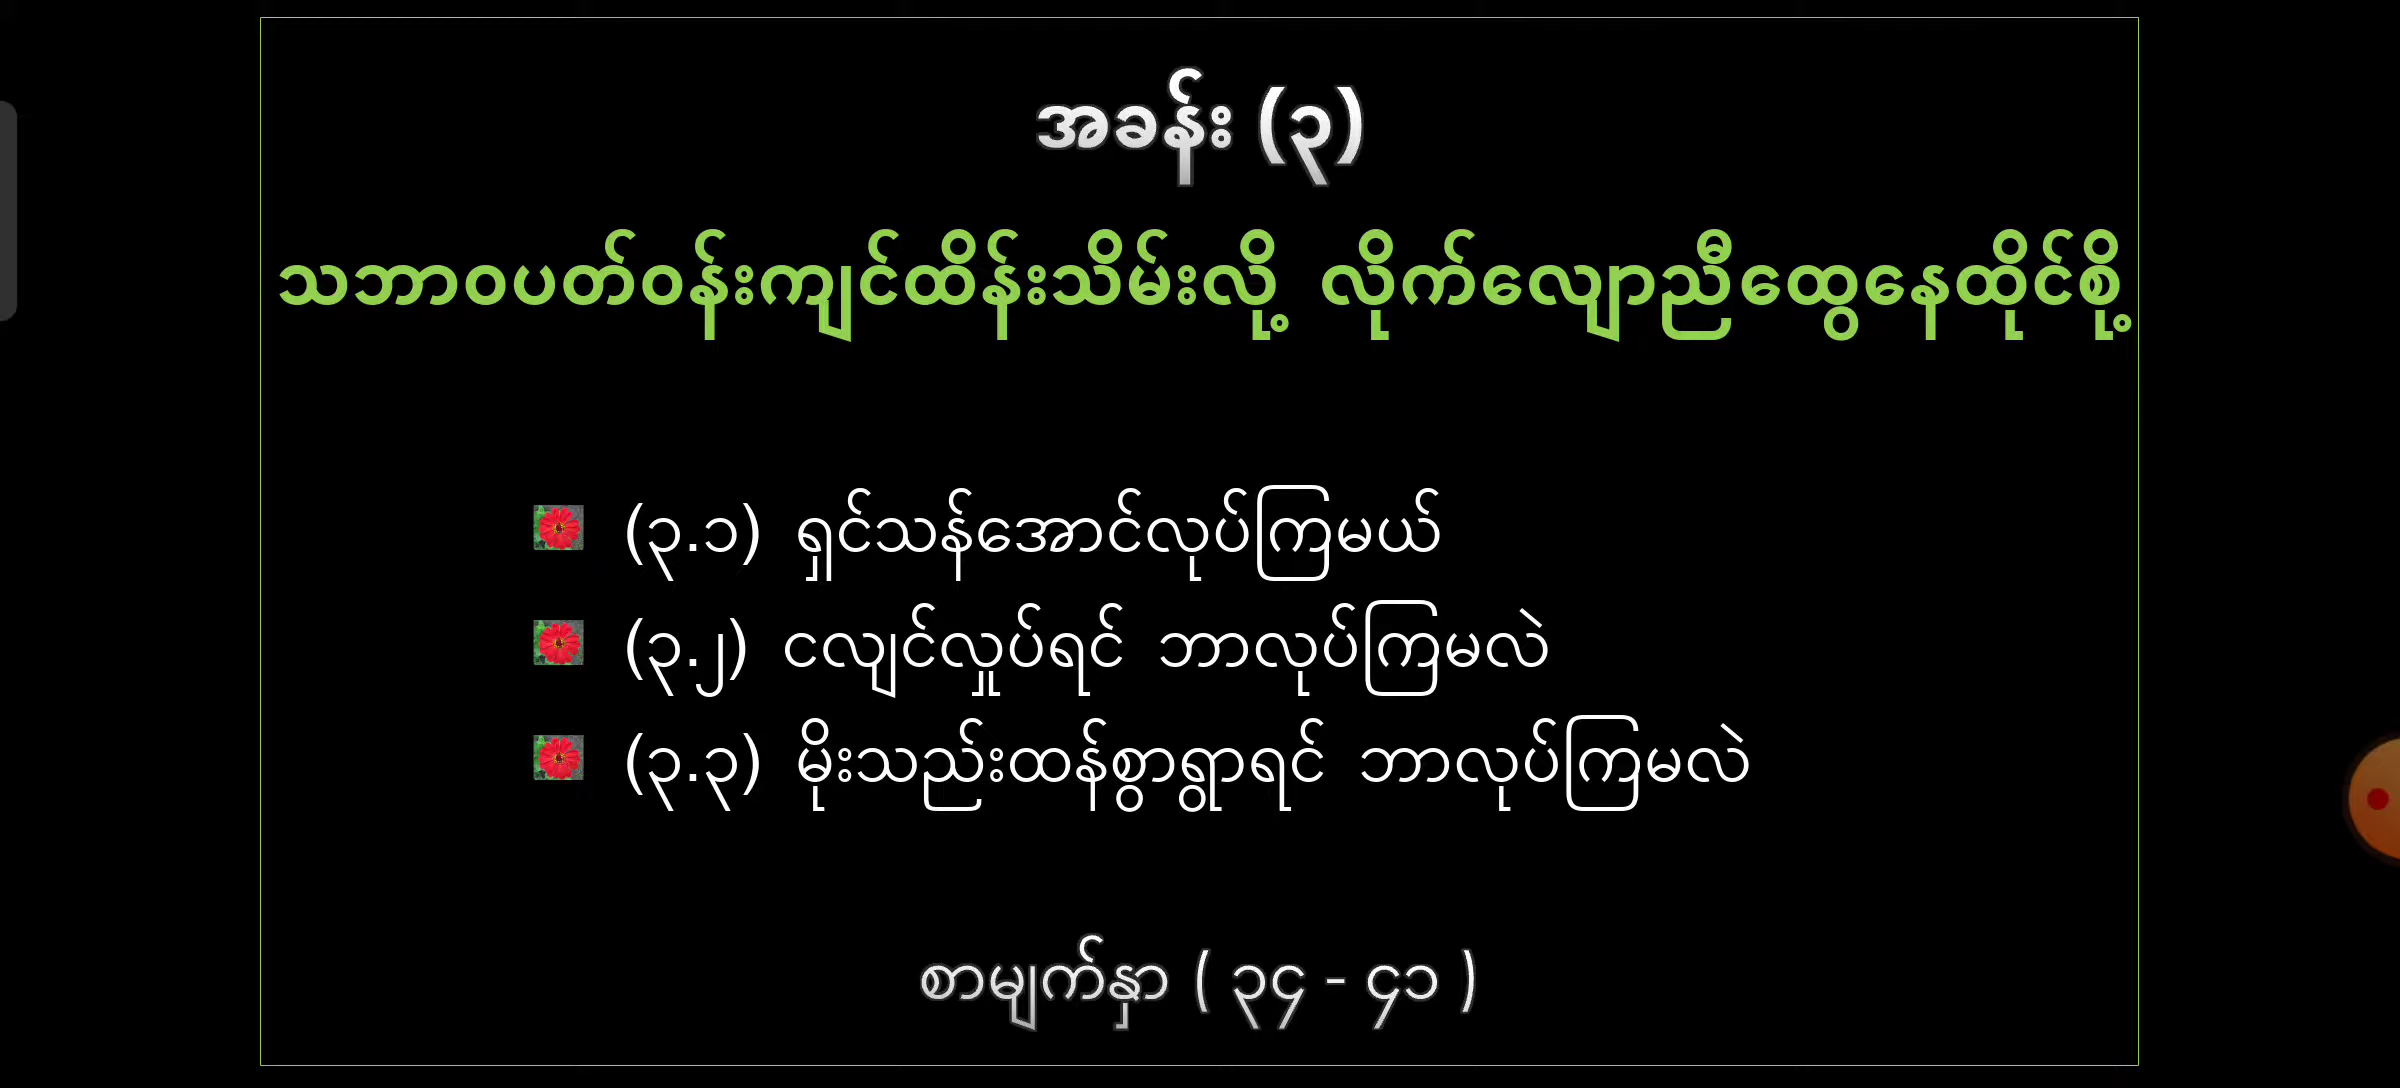 အခန်း (၃)
သဘာဝပတ်ဝန်းကျင်ထိန်းသိမ်းလို့ လိုက်လျောညီထွေနေထိုင်စို့
(၃.၁) ရှင်သန်အောင်လုပ်ကြမယ်
(၃.၂) ငလျင်လှုပ်ရင် ဘာလုပ်ကြမလဲ
(၃.၃) မိုးသည်းထန်စွာရွာရင် ဘာလုပ်ကြမလဲ
စာမျက်နှာ ( ၃၄ - ၄၁ )